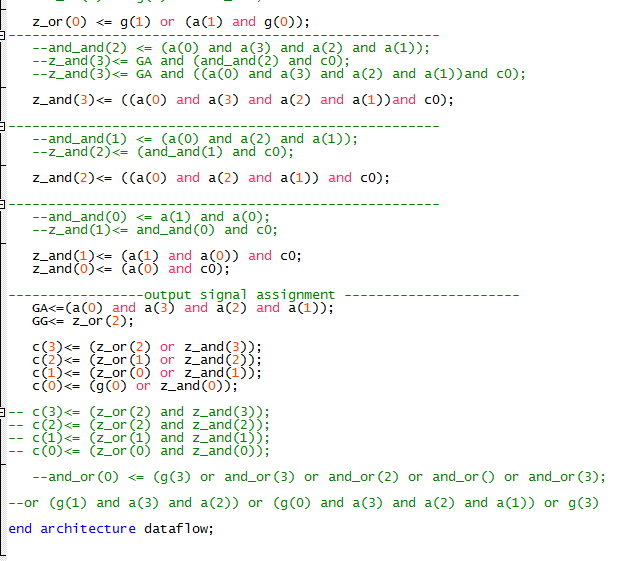 z_or(0) <= g(1) or (a(1) and g(0));
------------------------------------------------------
--and_and(2) <= (a(0) and a(3) and a(2) and a(1));
--z_and(3)<= GA and (and_and(2) and c0);
--z_and(3)<= GA and ((a(0) and a(3) and a(2) and a(1))and c0);
z_and(3)<= ((a(0) and a(3) and a(2) and a(1))and c0);
------------------------------------------------------
--and_and(1) <= (a(0) and a(2) and a(1));
--z_and(2)<= (and_and(1) and c0);
z_and(2)<= ((a(0) and a(2) and a(1)) and c0);
------------------------------------------------------
--and_and(0) <= a(1) and a(0);
--z_and(1)<= and_and(0) and c0;
z_and(1)<= (a(1) and a(0)) and c0;
z_and(0)<= (a(0) and c0);
-----------------output signal assignment ----------------------
GA<=(a(0) and a(3) and a(2) and a(1));
GG<= z_or(2);
c(3)<= (z_or(2) or z_and(3));
c(2)<= (z_or(1) or z_and(2));
c(1)<= (z_or(0) or z_and(1));
c(0)<= (g(0) or z_and(0));
-- c(3)<= (z_or(2) and z_and(3));
-- c(2)<= (z_or(2) and z_and(2));
-- c(1)<= (z_or(1) and z_and(1));
-- c(0)<= (z_or(0) and z_and(0));
--and_or(0) <= (g(3) or and_or(3) or and_or(2) or and_or() or and_or(3);
--or (g(1) and a(3) and a(2)) or (g(0) and a(3) and a(2) and a(1)) or g(3)
end architecture dataflow;